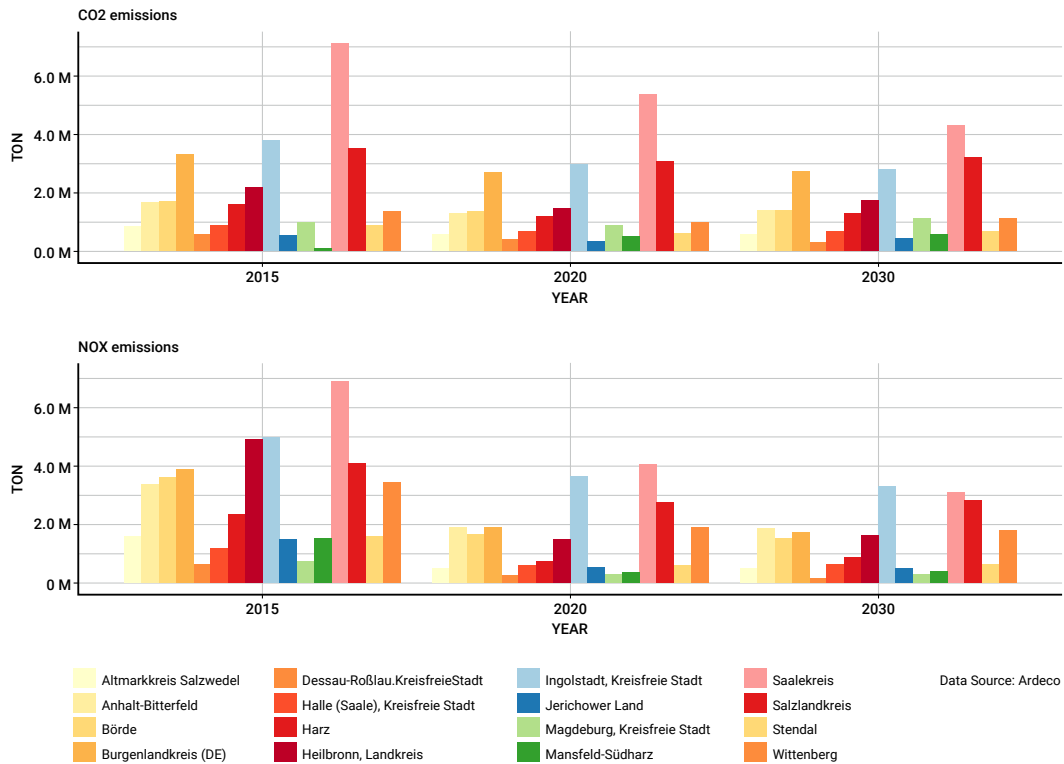 CO2 emissions
6.0 M
4.0 M
2.0 M
0.0 M
TON
2015
2020
2030
YEAR
NOX emissions
6.0 M
4.0 M
2.0 M
0 M
TON
2015
2020
2030
YEAR
Altmarkkreis Salzwedel
Anhalt-Bitterfeld
Börde
Burgenlandkreis (DE)
Dessau-Roßlau.KreisfreieStadt
Halle (Saale), Kreisfreie Stadt
Harz
Heilbronn, Landkreis
Ingolstadt, Kreisfreie Stadt
Jerichower Land
Magdeburg, Kreisfreie Stadt
Mansfeld-Südharz
Saalekreis
Salzlandkreis
Stendal
Wittenberg
Data Source: Ardeco